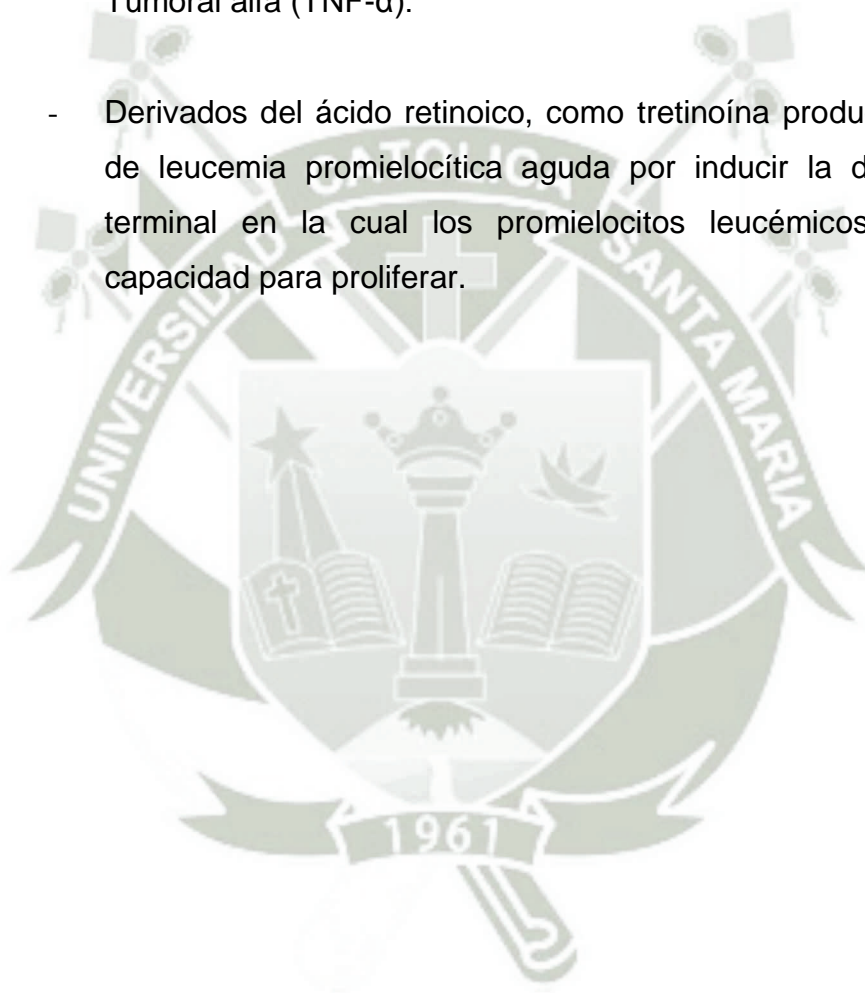 Tumoral alfa (TNF-α).
- Derivados del ácido retinoico, como tretinoína produ
de leucemia promielocítica aguda por inducir la d
terminal en la cual los promielocitos leucémicos
capacidad para proliferar.
UNIVERSIDAD CATOLICA SANTA MARIA
1961